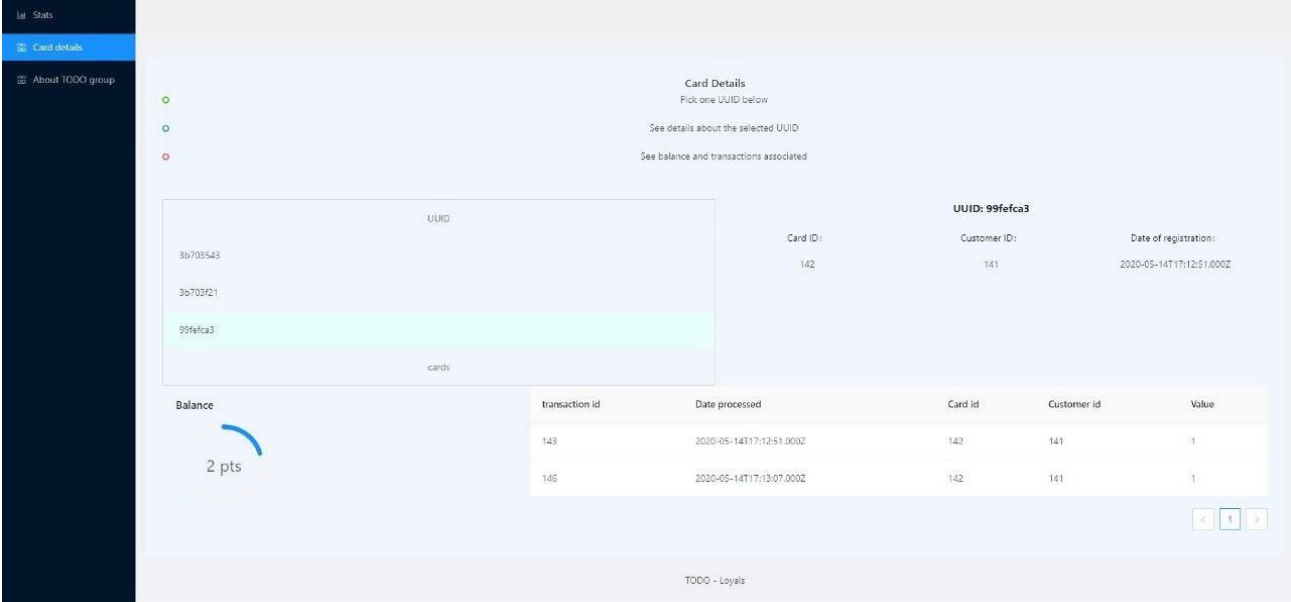 Stats
Card details
About TODO group
Card Details
Pick one UUID below
See details about the selected UUID
See balance and transactions associated
UUID
3b703543
3b703f21
99fefca3
cards
UUID: 99fefca3
Card ID: Customer ID: Date of registration:
142 141 2020-05-14T17:12:51.000Z
Balance
2 pts
transaction id Date processed Card id Customer id Value
143 2020-05-14T17:12:51.000Z 142 141 1
146 2020-05-14T17:13:07.000Z 142 141 1
< 1 >
TODO - Loyals